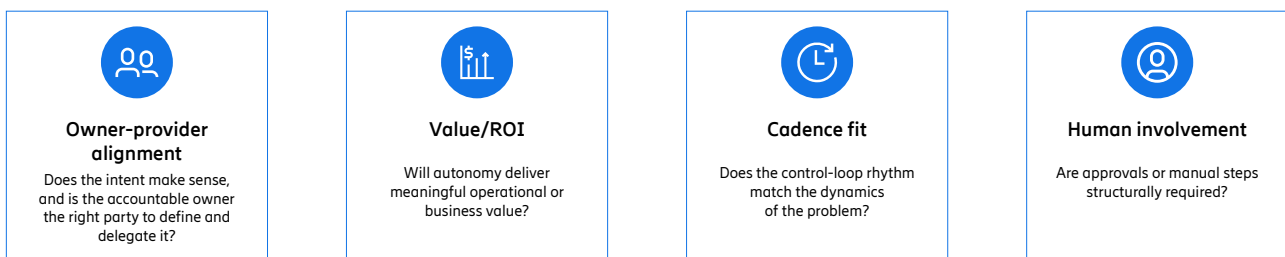 Owner-provider
alignment
Does the intent make sense,
and is the accountable owner
the right party to define and
delegate it?
$
Value/ROI
Will autonomy deliver
meaningful operational or
business value?
Cadence fit
Does the control-loop rhythm
match the dynamics
of the problem?
Human involvement
Are approvals or manual steps
structurally required?